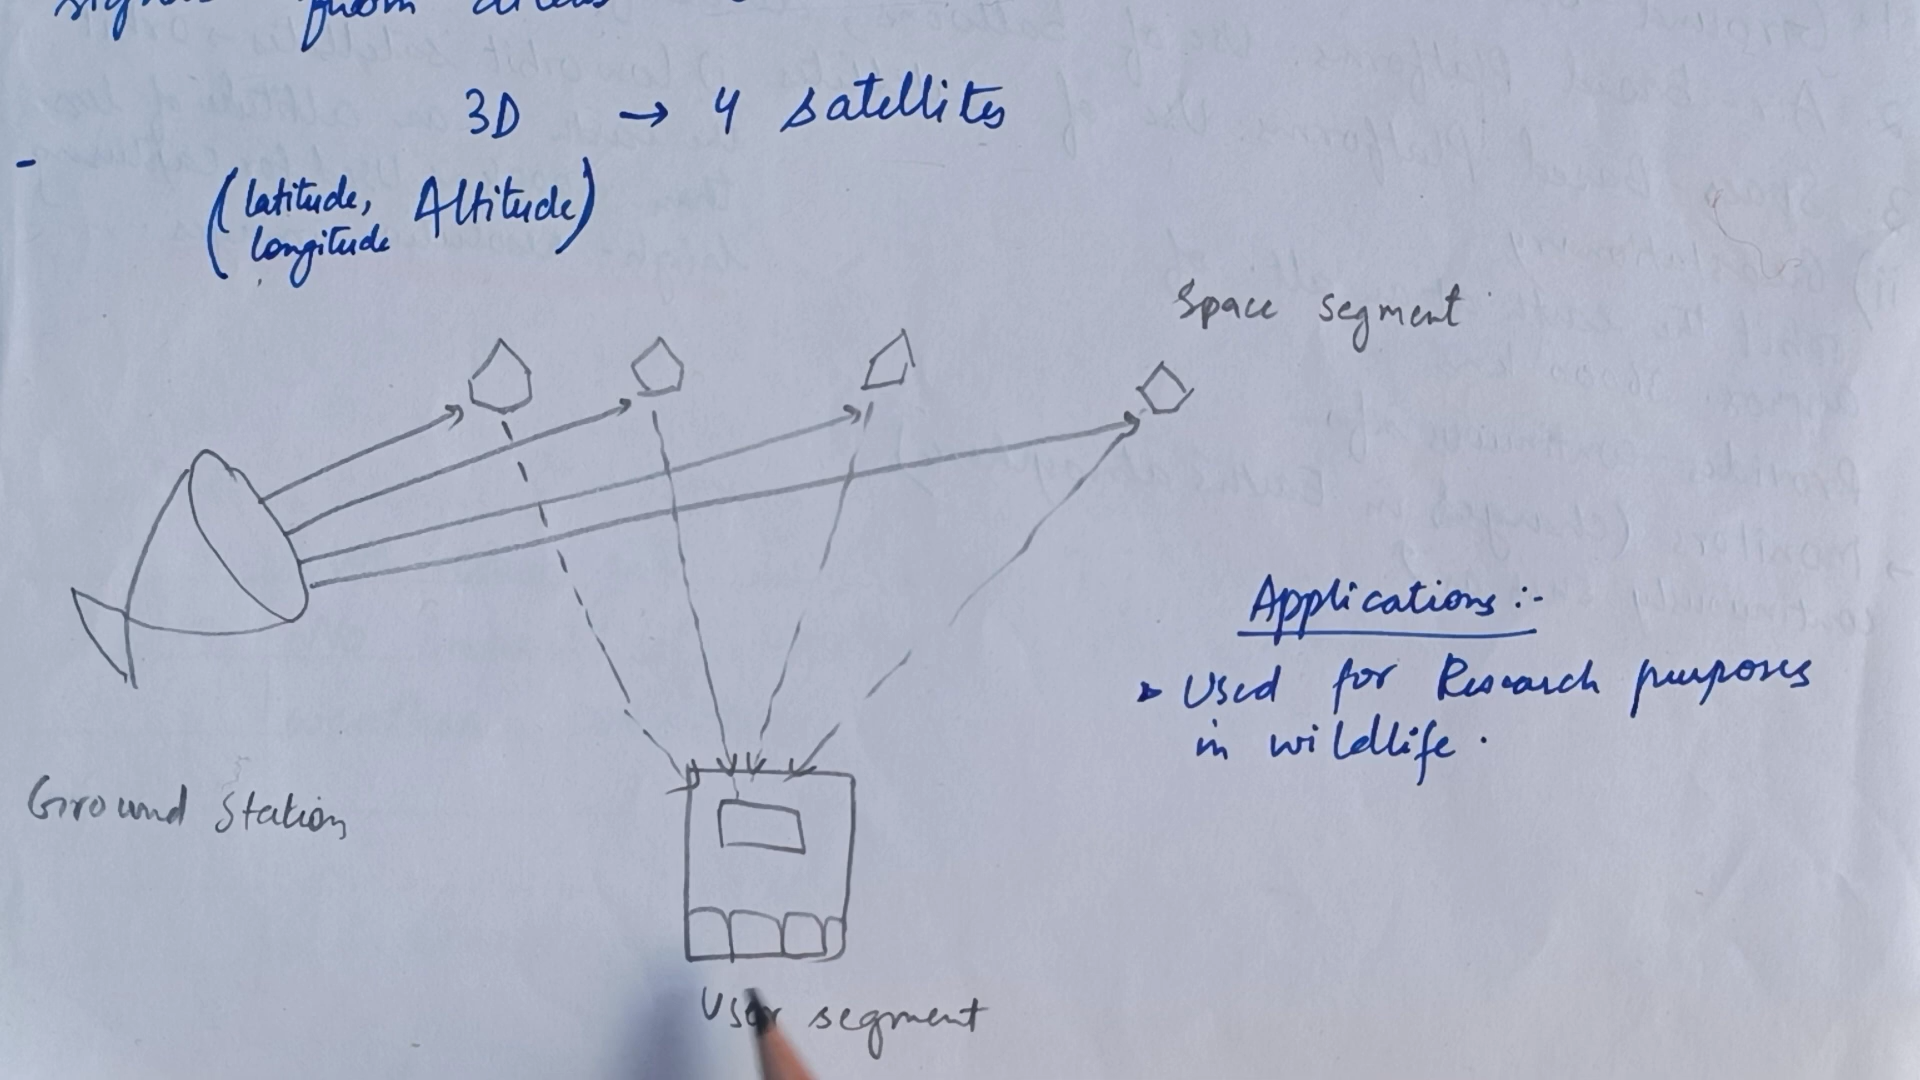 from
3D → 4 satellites
(latitude, Altitude)
longitude
Space segment
Applications :-
Used for Research purposes
in wildlife.
Ground Station
User segment